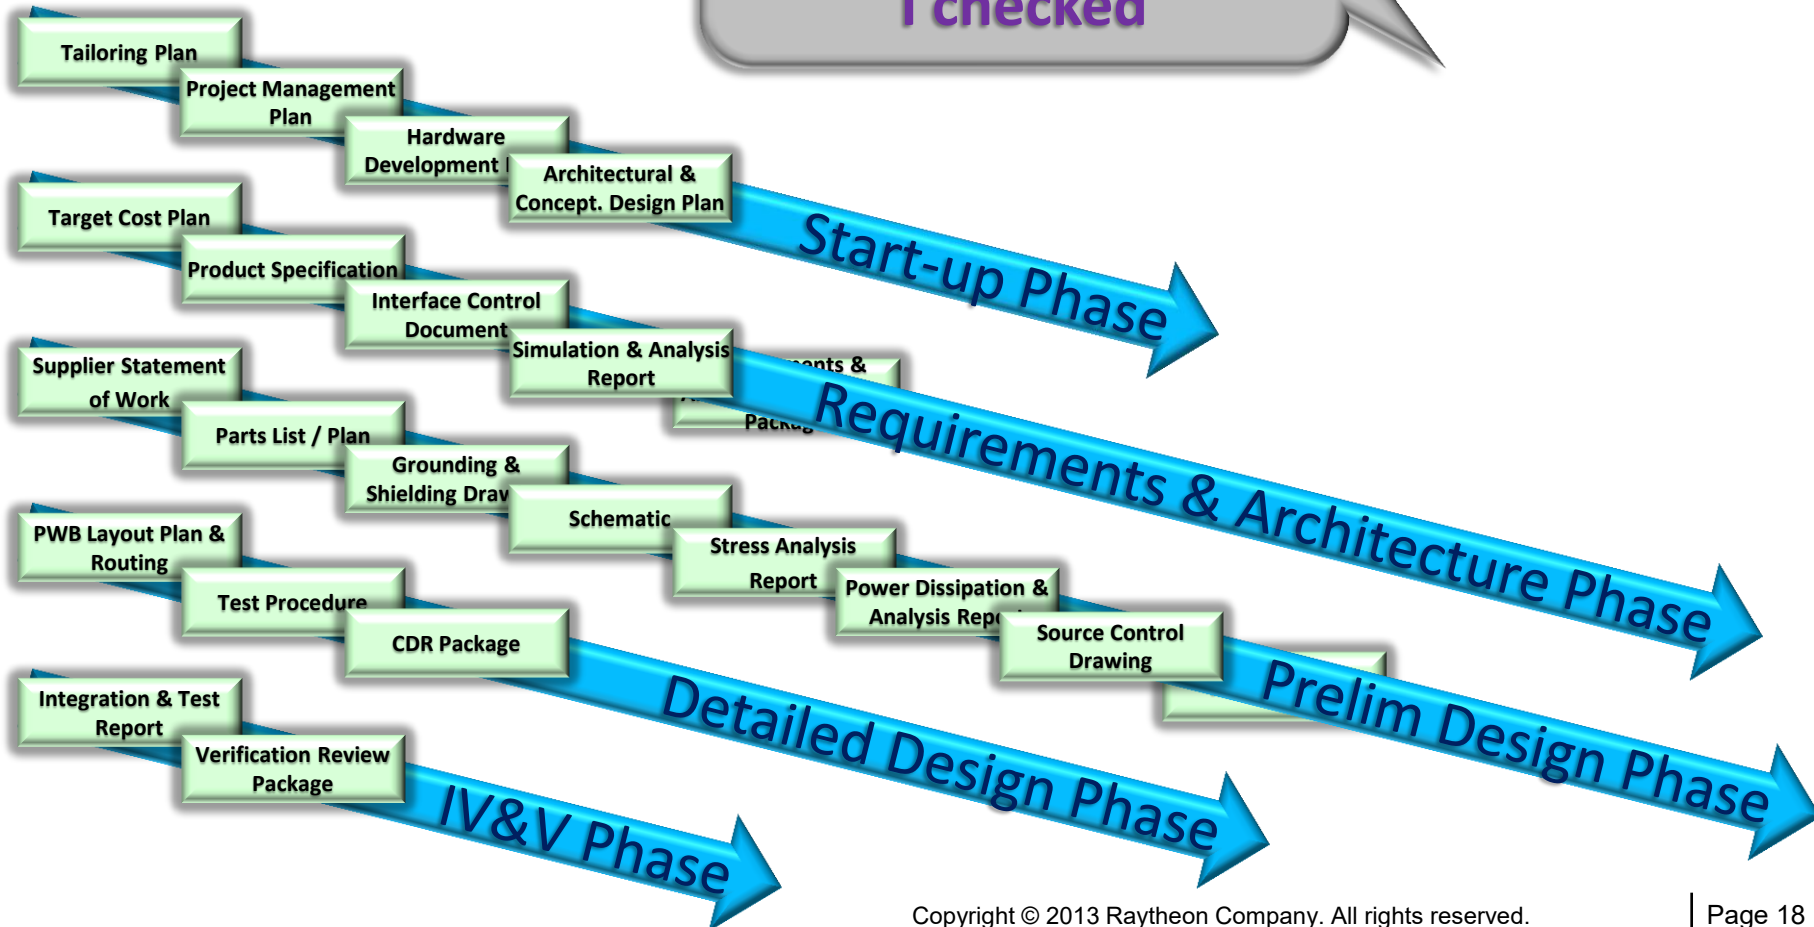 I checked
Tailoring Plan
Project Management
Plan
Hardware
Development
Architectural &
Concept. Design Plan
Start-up Phase
Target Cost Plan
Product Specification
Interface Control
Document
Simulation & Analysis
Report
&
Requirements & Architecture Phase
Supplier Statement
of Work
Parts List / Plan
Grounding &
Shielding
Schematic
Stress Analysis
Report
Power Dissipation &
Analysis
Source Control
Drawing
Prelim Design Phase
PWB Layout Plan &
Routing
Test Procedure
CDR Package
Detailed Design Phase
Integration & Test
Report
Verification Review
Package
IV&V Phase
Copyright © 2013 Raytheon Company. All rights reserved.
Page 18